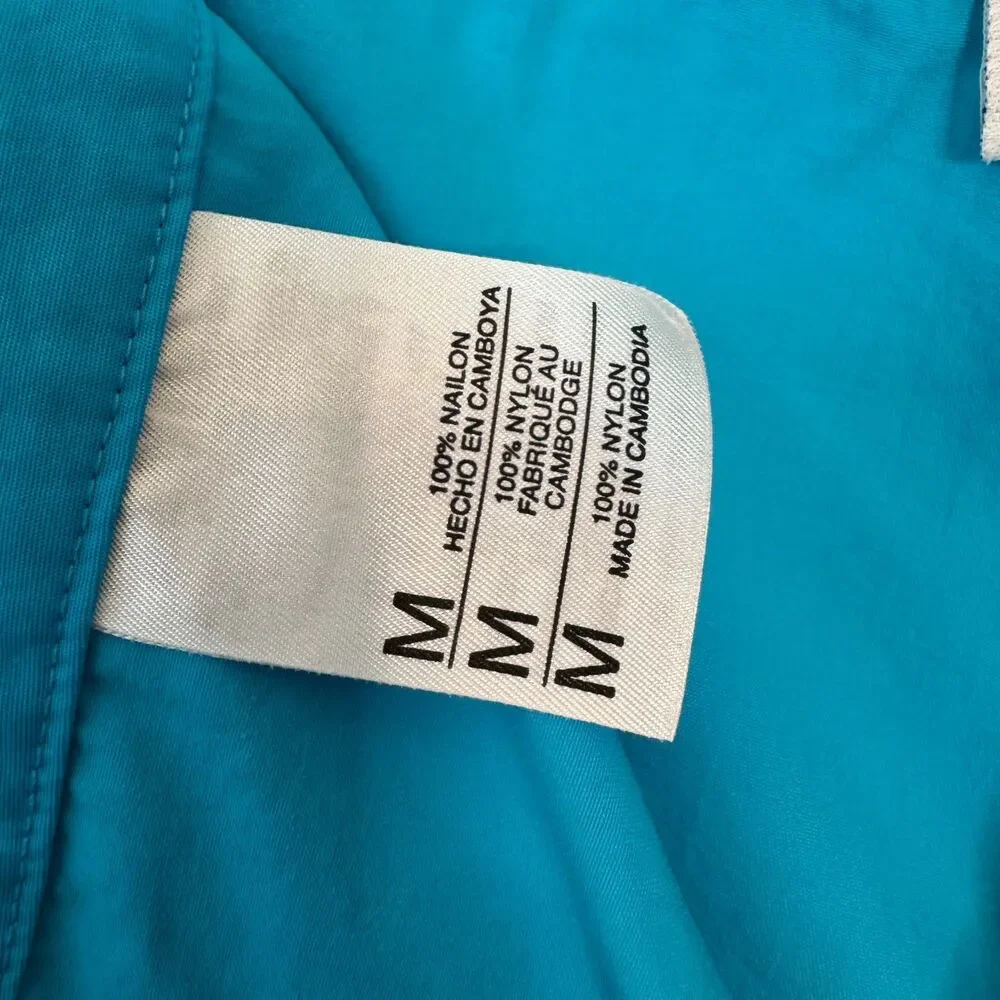 M
100% NAILON
HECHO EN CAMBOYA
M
100% NYLON
FABRIQUÉ AU
CAMBODGE
M
100% NYLON
MADE IN CAMBODIA